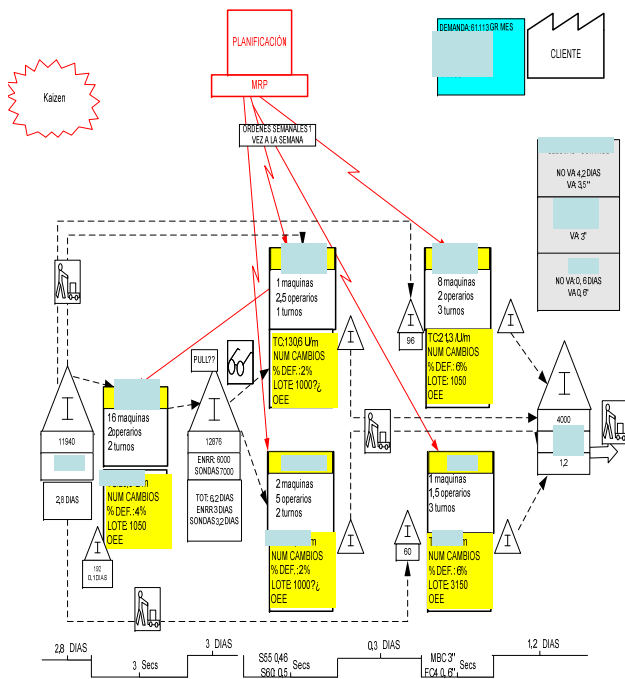 DEMANDA:61.113GR MES
PLANIFICACIÓN
CLIENTE
MRP
Kaizen
ORDENES SEMANALES 1
VEZ A LA SEMANA
NO VA: 4,2 DIAS
VA: 3,5"
VA: 3"
NO VA:0, 6 DIAS
VA 0, 6"
1 maquinas
2,5 operarios
1 turnos
TC:130,6 U/m
NUM CAMBIOS
% DEF.:2%
LOTE: 1000?¿
OEE
8 maquinas
2 operarios
3 turnos
TC:21,3 /U/m
NUM CAMBIOS
% DEF.: 6%
LOTE: 1050
OEE
I
I
96
I
PULL??
I
11940
2,8 DIAS
16 maquinas
2operarios
2 turnos
NUM CAMBIOS
% DEF.: 4%
LOTE: 1050
OEE
I
192
0,1 DIAS
I
12876
ENRR: 6000
SONDAS 7000
TOT: 6,2 DIAS
ENRR 3 DIAS
SONDAS 3,2 DIAS
I
4000
1,2
2 maquinas
5 operarios
2 turnos
NUM CAMBIOS
% DEF.: 2%
LOTE: 1000?¿
OEE
I
I
60
1 maquinas
1,5 operarios
3 turnos
NUM CAMBIOS
% DEF.: 6%
LOTE: 3150
OEE
I
2,8 DIAS
3 Secs
3 DIAS
S55 0,46
S60: 0,5 Secs
0,3 DIAS
MBC 3"
FC4 0, 6" Secs
1,2 DIAS